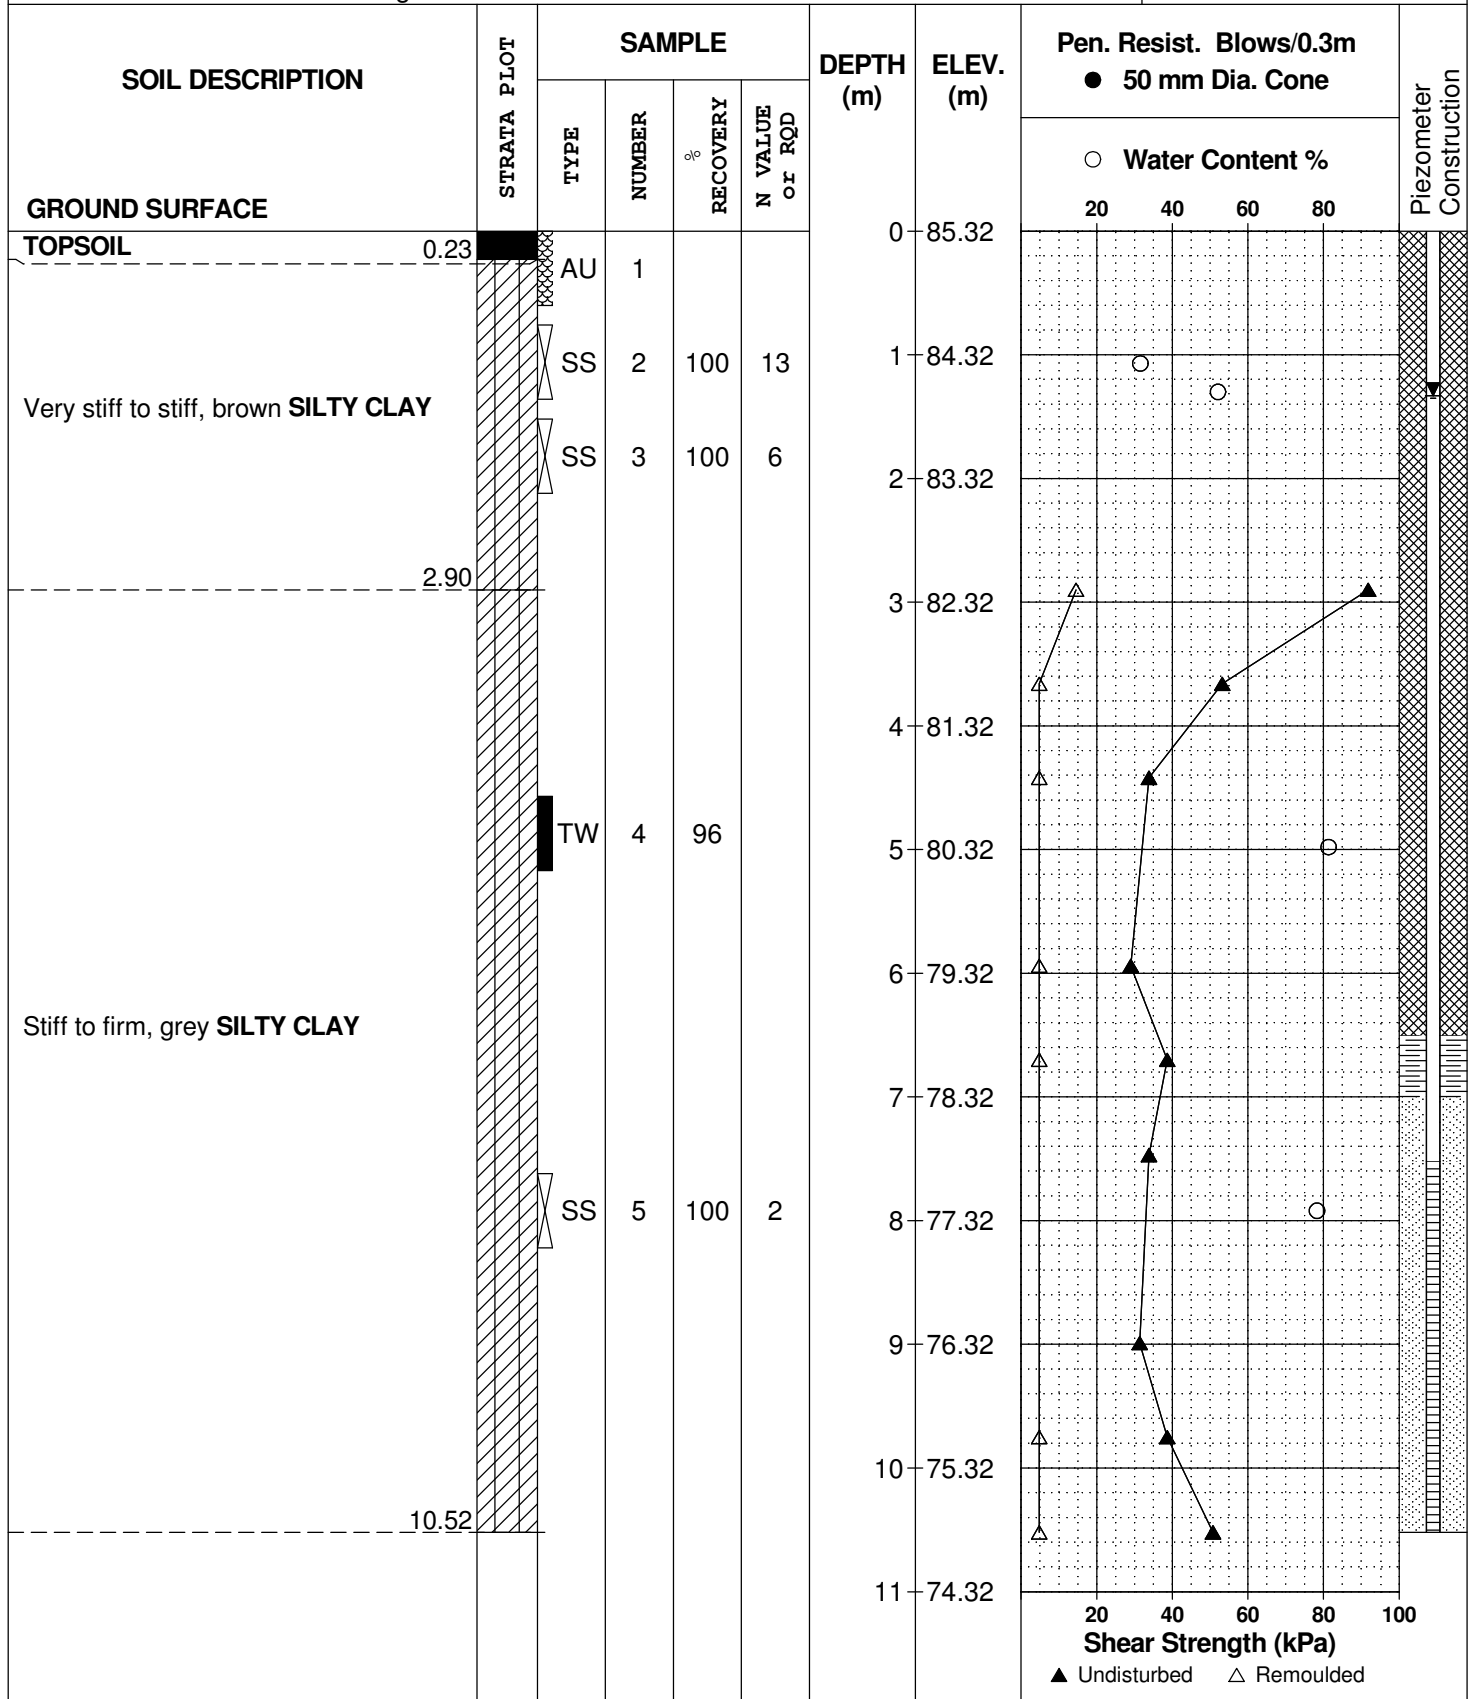 SOIL DESCRIPTION
GROUND SURFACE
STRATA PLOT
SAMPLE
TYPE
NUMBER
% RECOVERY
N VALUE or RQD
DEPTH (m)
ELEV. (m)
Pen. Resist. Blows/0.3m
● 50 mm Dia. Cone
○ Water Content %
20 40 60 80
Piezometer Construction
TOPSOIL 0.23
0 85.32
AU 1
SS 2 100 13
1 84.32
Very stiff to stiff, brown SILTY CLAY
SS 3 100 6
2 83.32
2.90
3 82.32
4 81.32
TW 4 96
5 80.32
6 79.32
Stiff to firm, grey SILTY CLAY
7 78.32
SS 5 100 2
8 77.32
9 76.32
10 75.32
10.52
11 74.32
20 40 60 80 100
Shear Strength (kPa)
▲ Undisturbed △ Remoulded